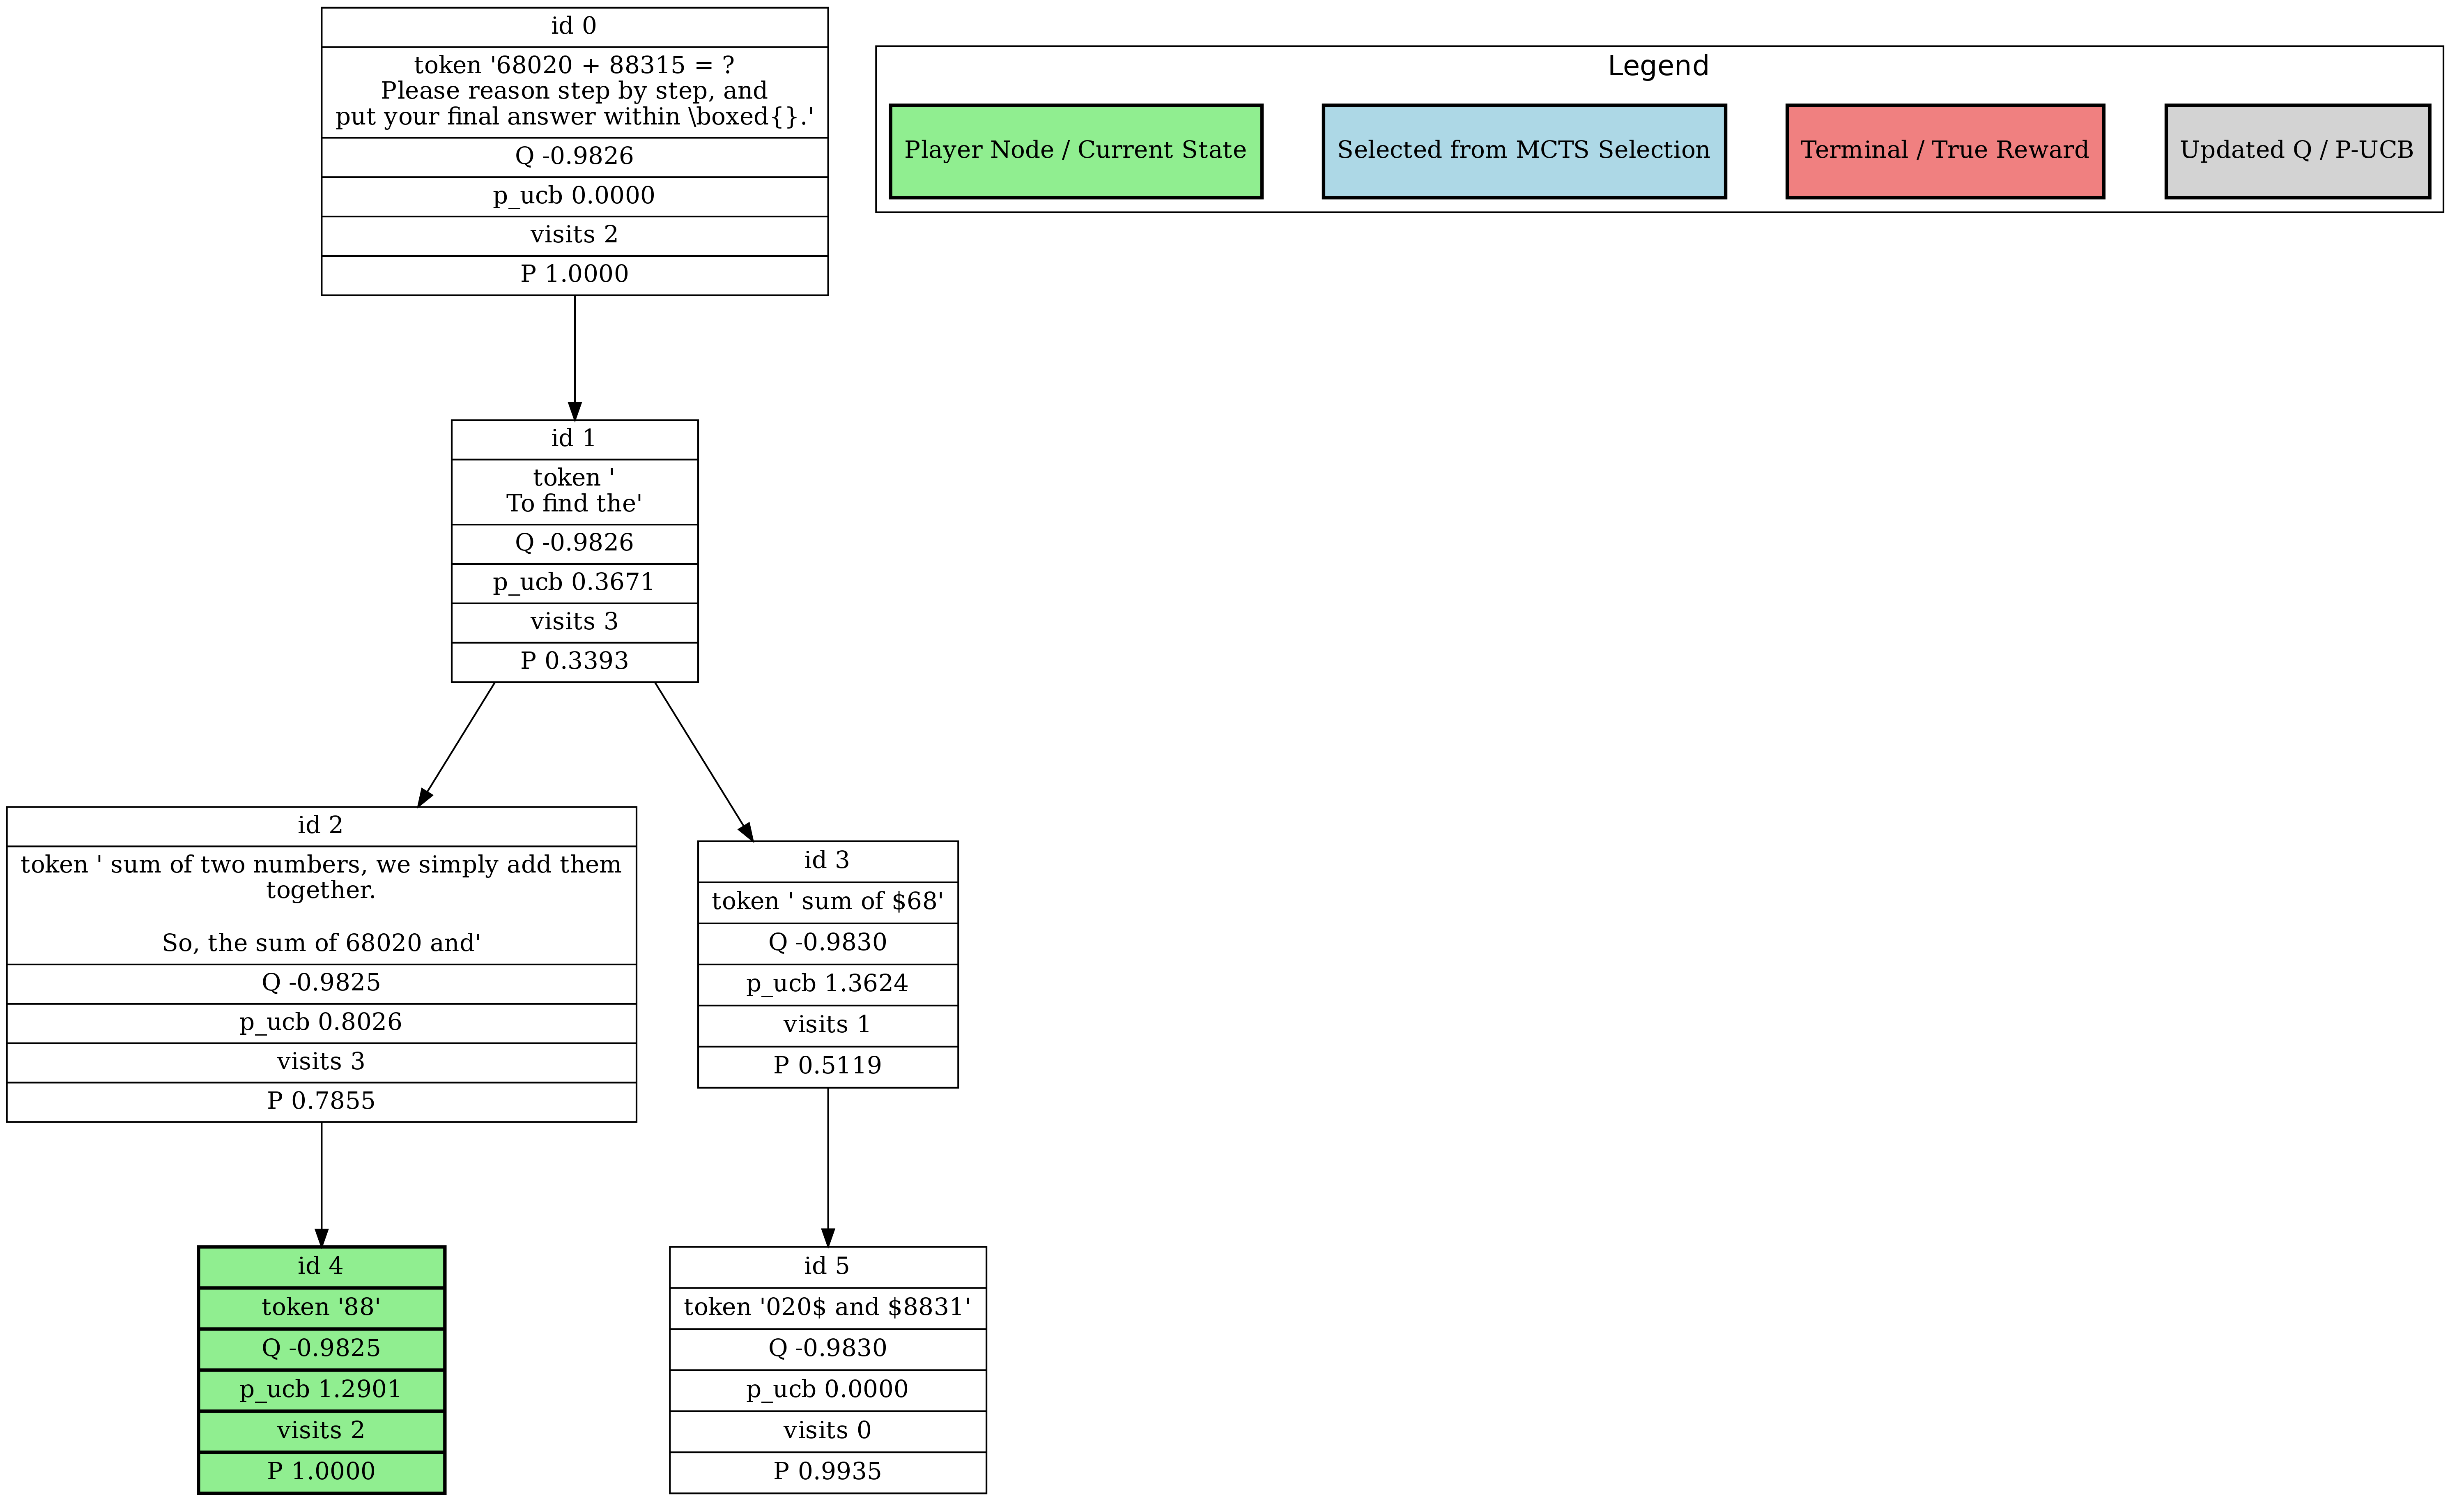 id 0
token '68020 + 88315 = ?
Please reason step by step, and
put your final answer within \boxed{}.'
Q -0.9826
p_ucb 0.0000
visits 2
P 1.0000
Legend
Player Node / Current State
Selected from MCTS Selection
Terminal / True Reward
Updated Q / P-UCB
id 1
token '
To find the'
Q -0.9826
p_ucb 0.3671
visits 3
P 0.3393
id 2
token ' sum of two numbers, we simply add them
together.
So, the sum of 68020 and'
Q -0.9825
p_ucb 0.8026
visits 3
P 0.7855
id 3
token ' sum of $68'
Q -0.9830
p_ucb 1.3624
visits 1
P 0.5119
id 4
token '88'
Q -0.9825
p_ucb 1.2901
visits 2
P 1.0000
id 5
token '020$ and $8831'
Q -0.9830
p_ucb 0.0000
visits 0
P 0.9935